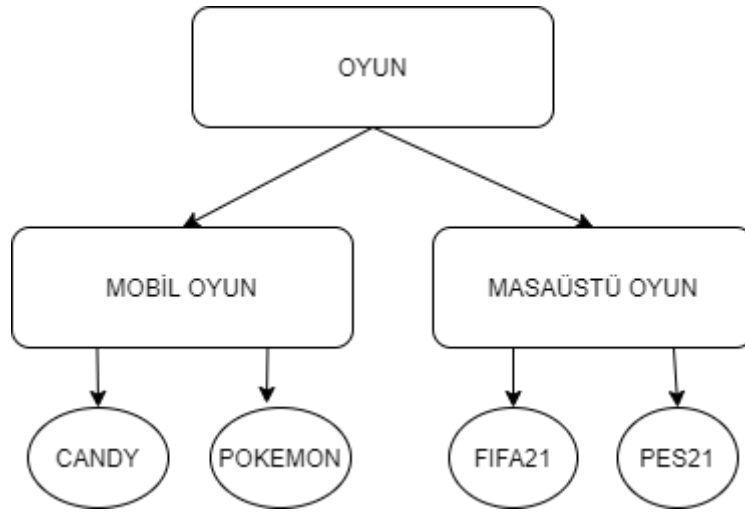 OYUN
MOBİL OYUN
MASAÜSTÜ OYUN
CANDY
POKEMON
FIFA21
PES21